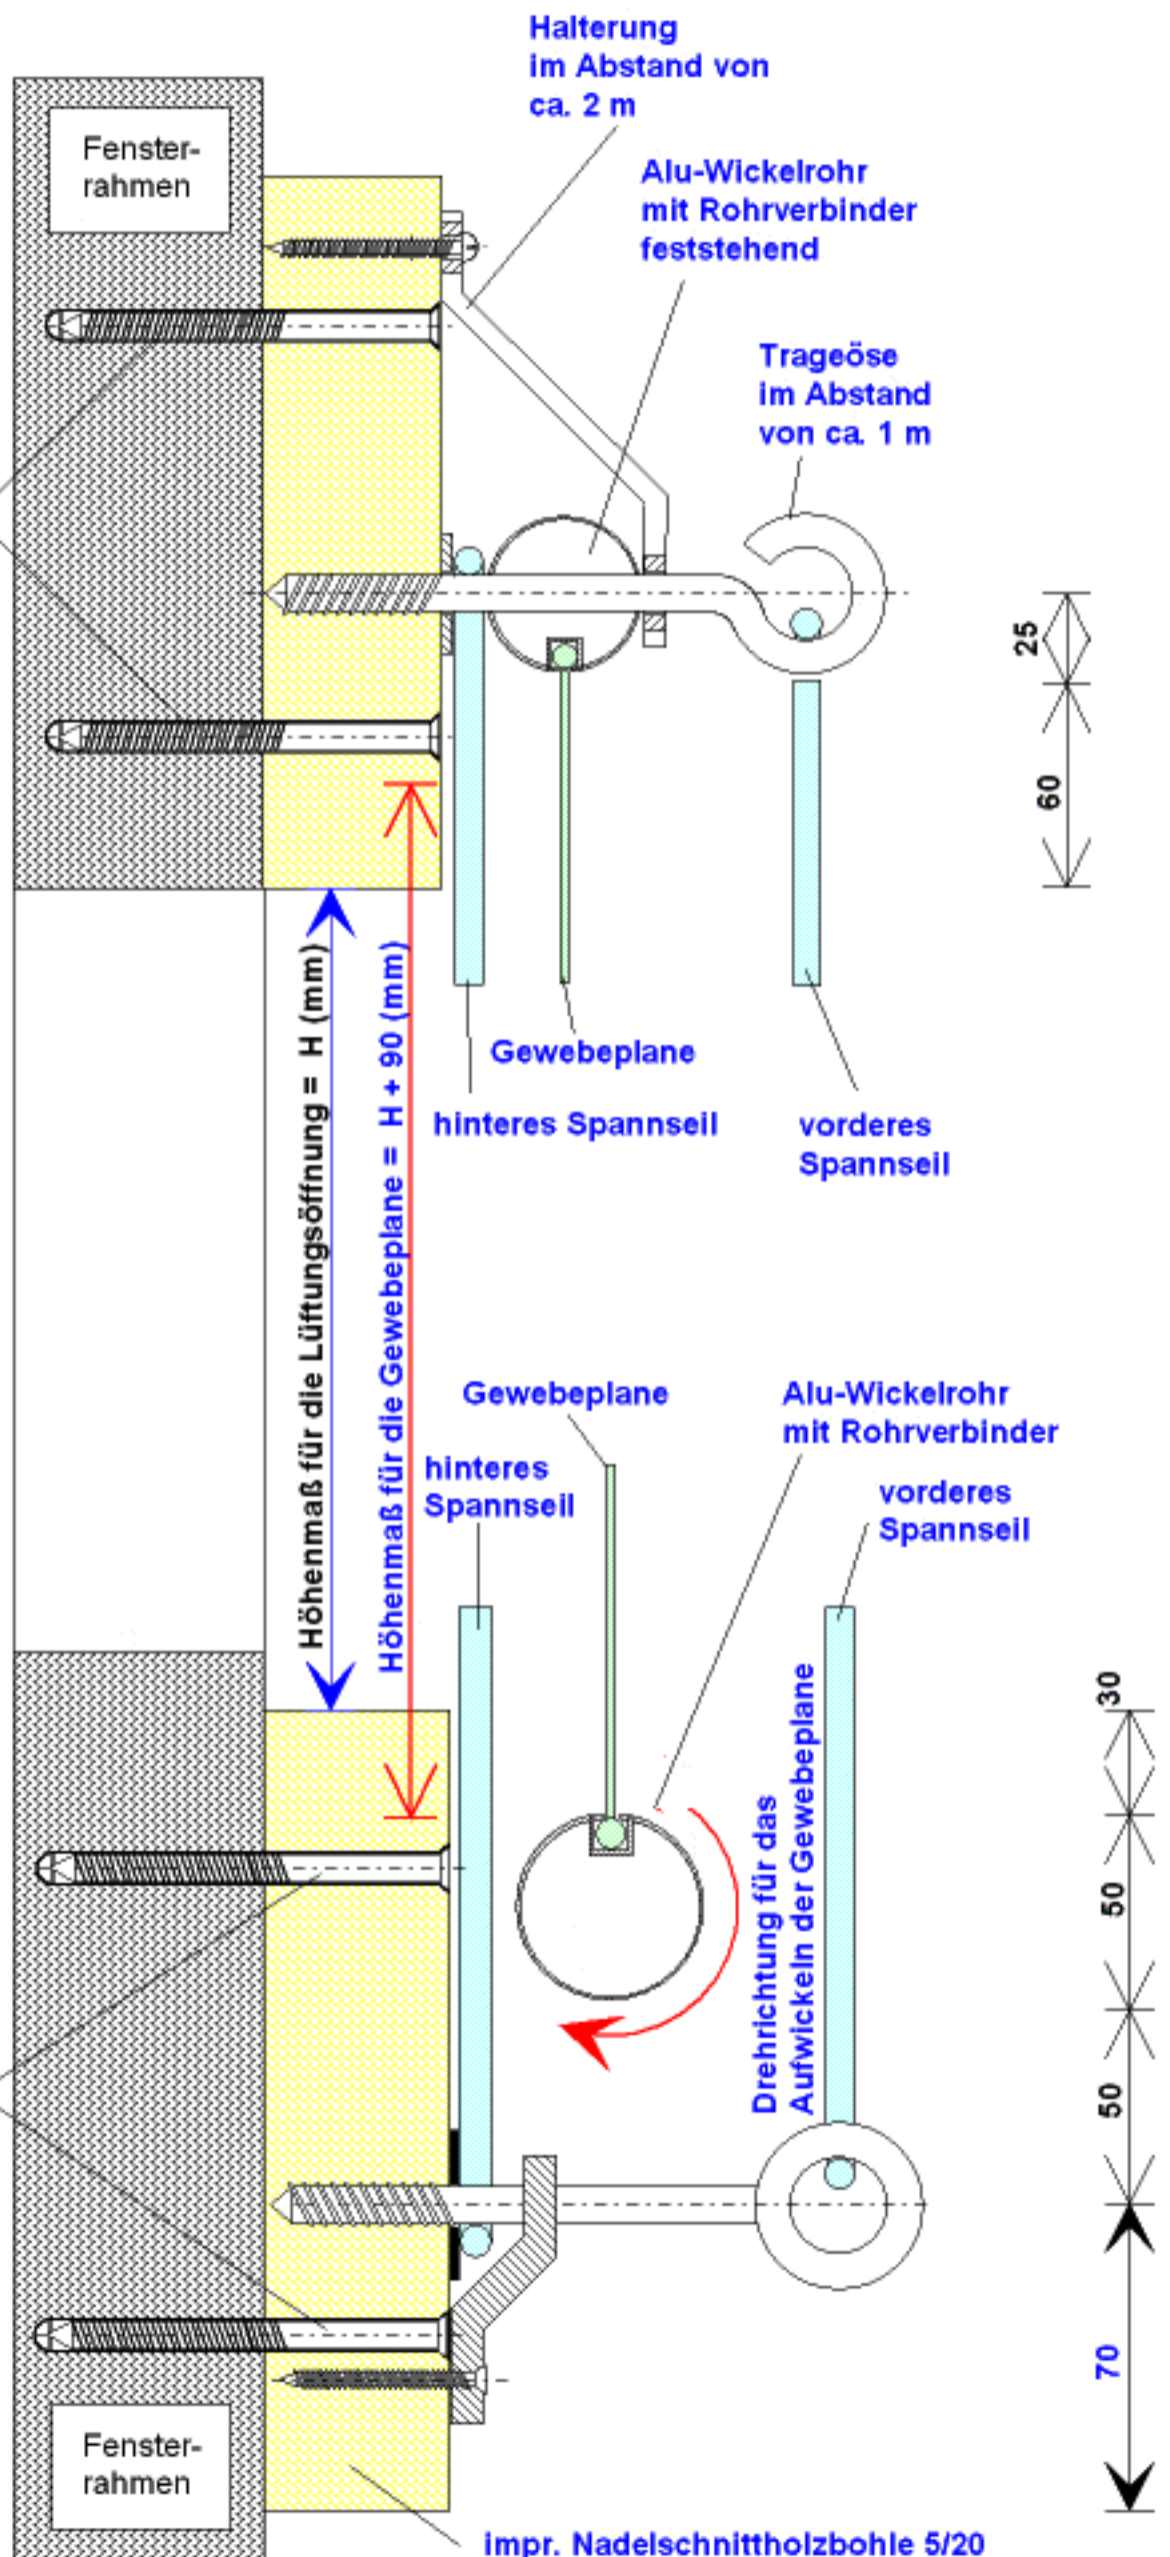 Halterung
im Abstand von
ca. 2 m
Fenster-
rahmen
Alu-Wickelrohr
mit Rohrverbinder
feststehend
Trageöse
im Abstand
von ca. 1 m
25
60
Höhenmaß für die Lüftungsöffnung = H (mm)
Höhenmaß für die Gewebeplane = H + 90 (mm)
Gewebeplane
hinteres Spannseil
vorderes
Spannseil
Gewebeplane
Alu-Wickelrohr
mit Rohrverbinder
hinteres
Spannseil
vorderes
Spannseil
Drehrichtung für das
Aufwickeln der Gewebeplane
30
50
50
70
Fenster-
rahmen
impr. Nadelschnittholzbohle 5/20